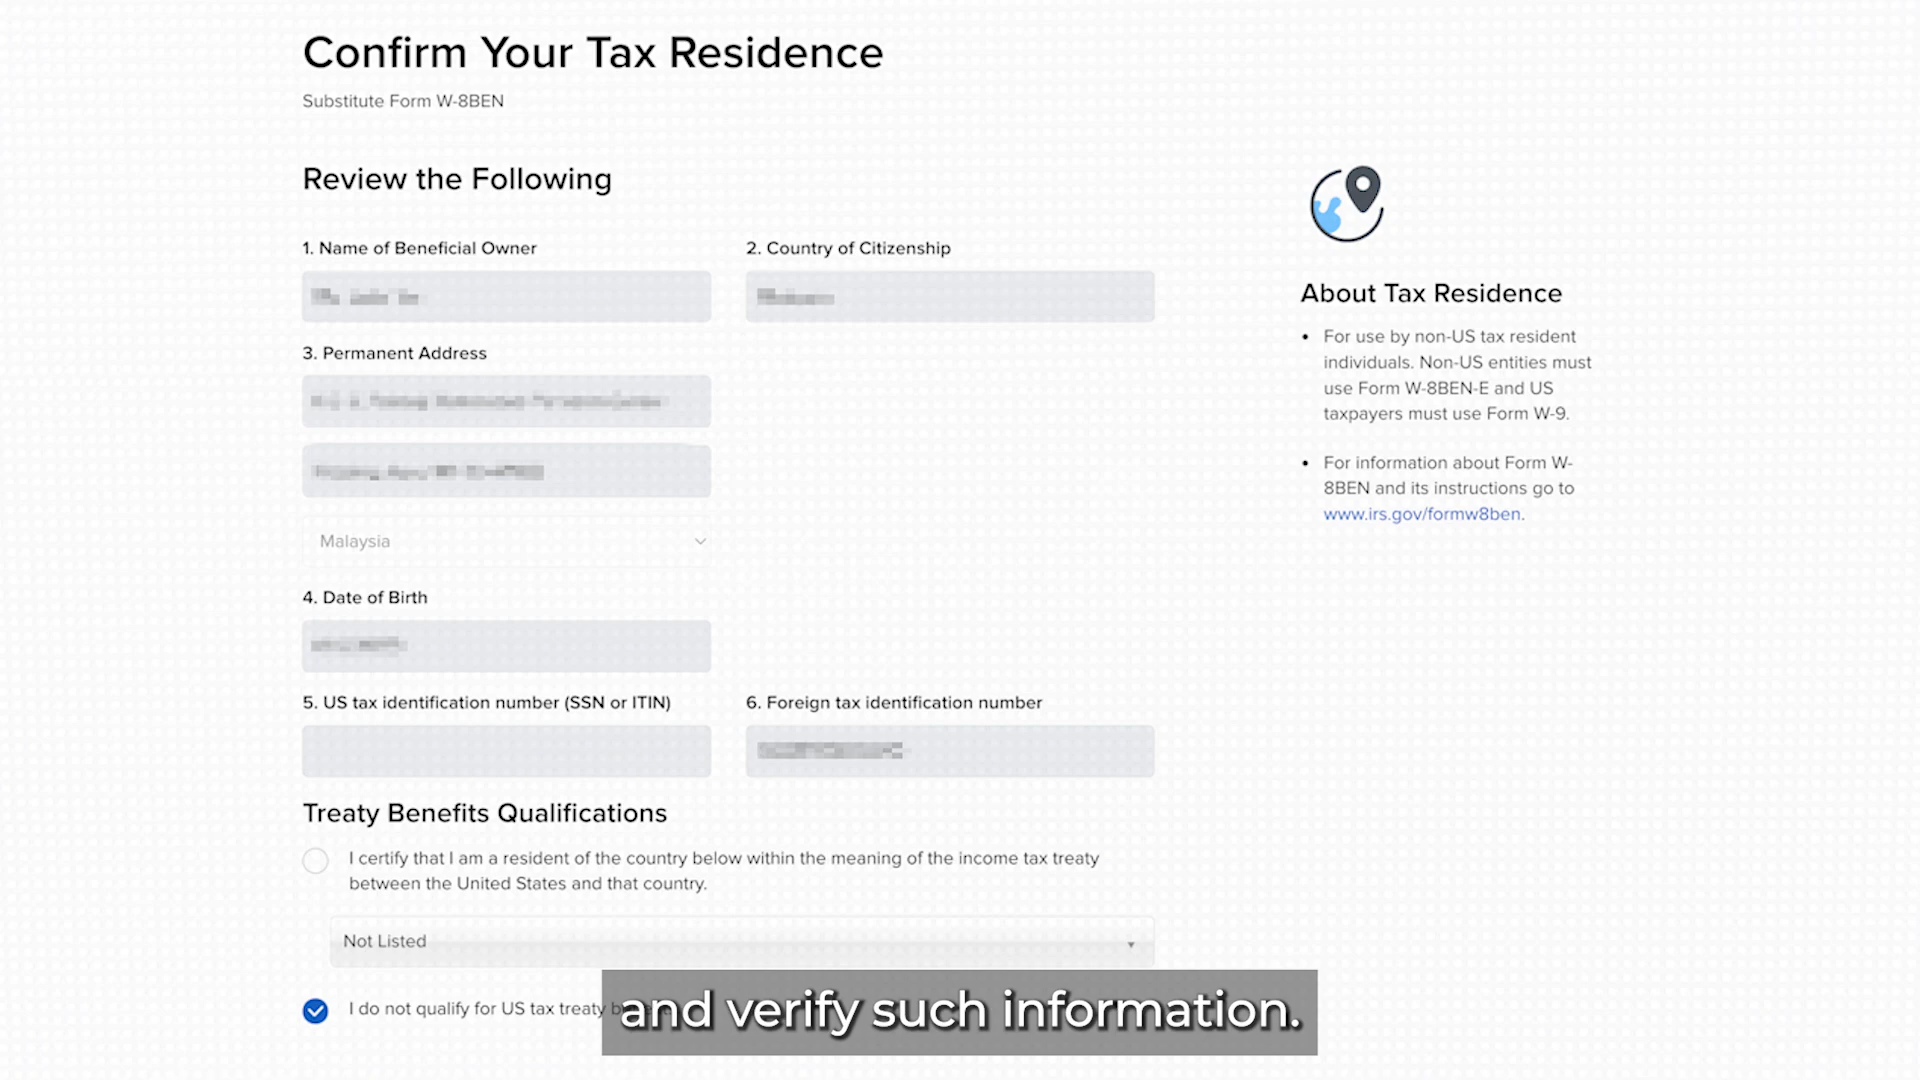 Confirm Your Tax Residence
Substitute Form W-8BEN
Review the Following
1. Name of Beneficial Owner
2. Country of Citizenship
3. Permanent Address
Malaysia
4. Date of Birth
5. US tax identification number (SSN or ITIN)
6. Foreign tax identification number
Treaty Benefits Qualifications
I certify that I am a resident of the country below within the meaning of the income tax treaty
between the United States and that country.
Not Listed
I do not qualify for US tax treaty
and verify such information.
About Tax Residence
• For use by non-US tax resident
individuals. Non-US entities must
use Form W-8BEN-E and US
taxpayers must use Form W-9.
• For information about Form W-
8BEN and its instructions go to
www.irs.gov/formw8ben.